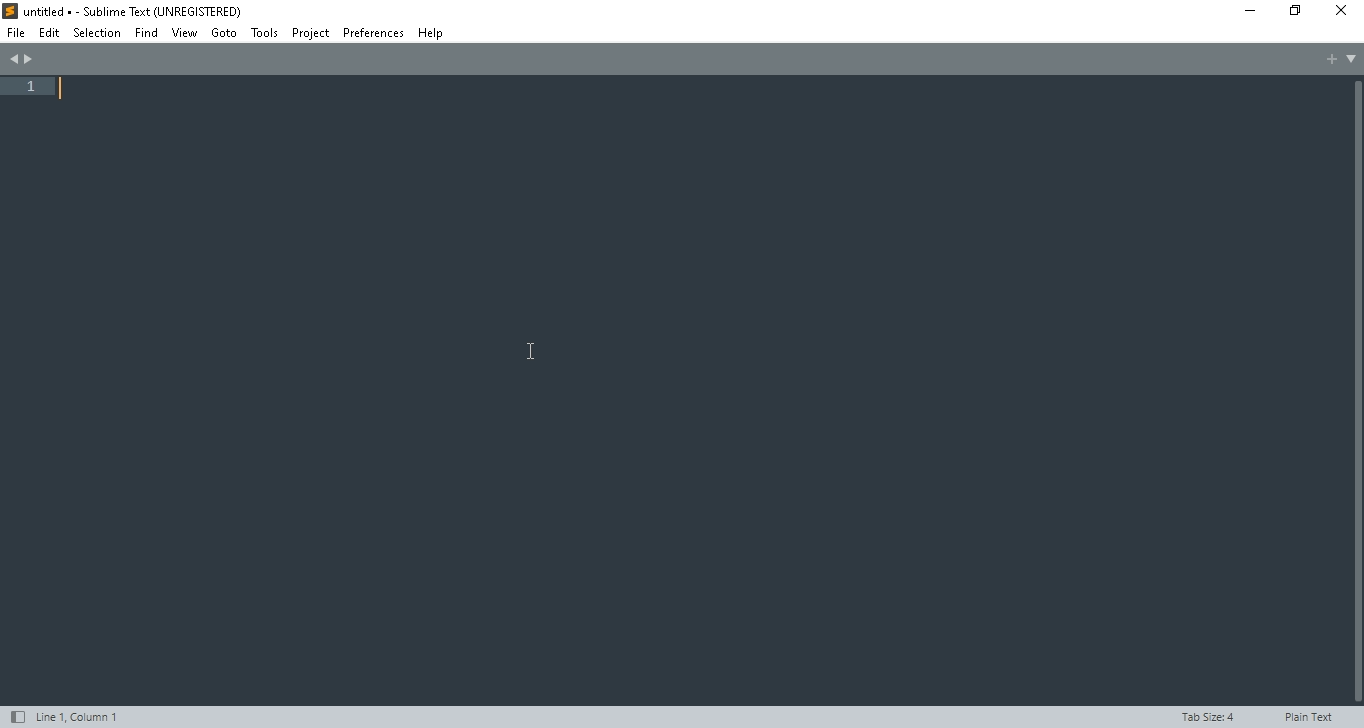 untitled • - Sublime Text (UNREGISTERED)
File Edit Selection Find View Goto Tools Project Preferences Help
1
Line 1, Column 1 Tab Size: 4 Plain Text